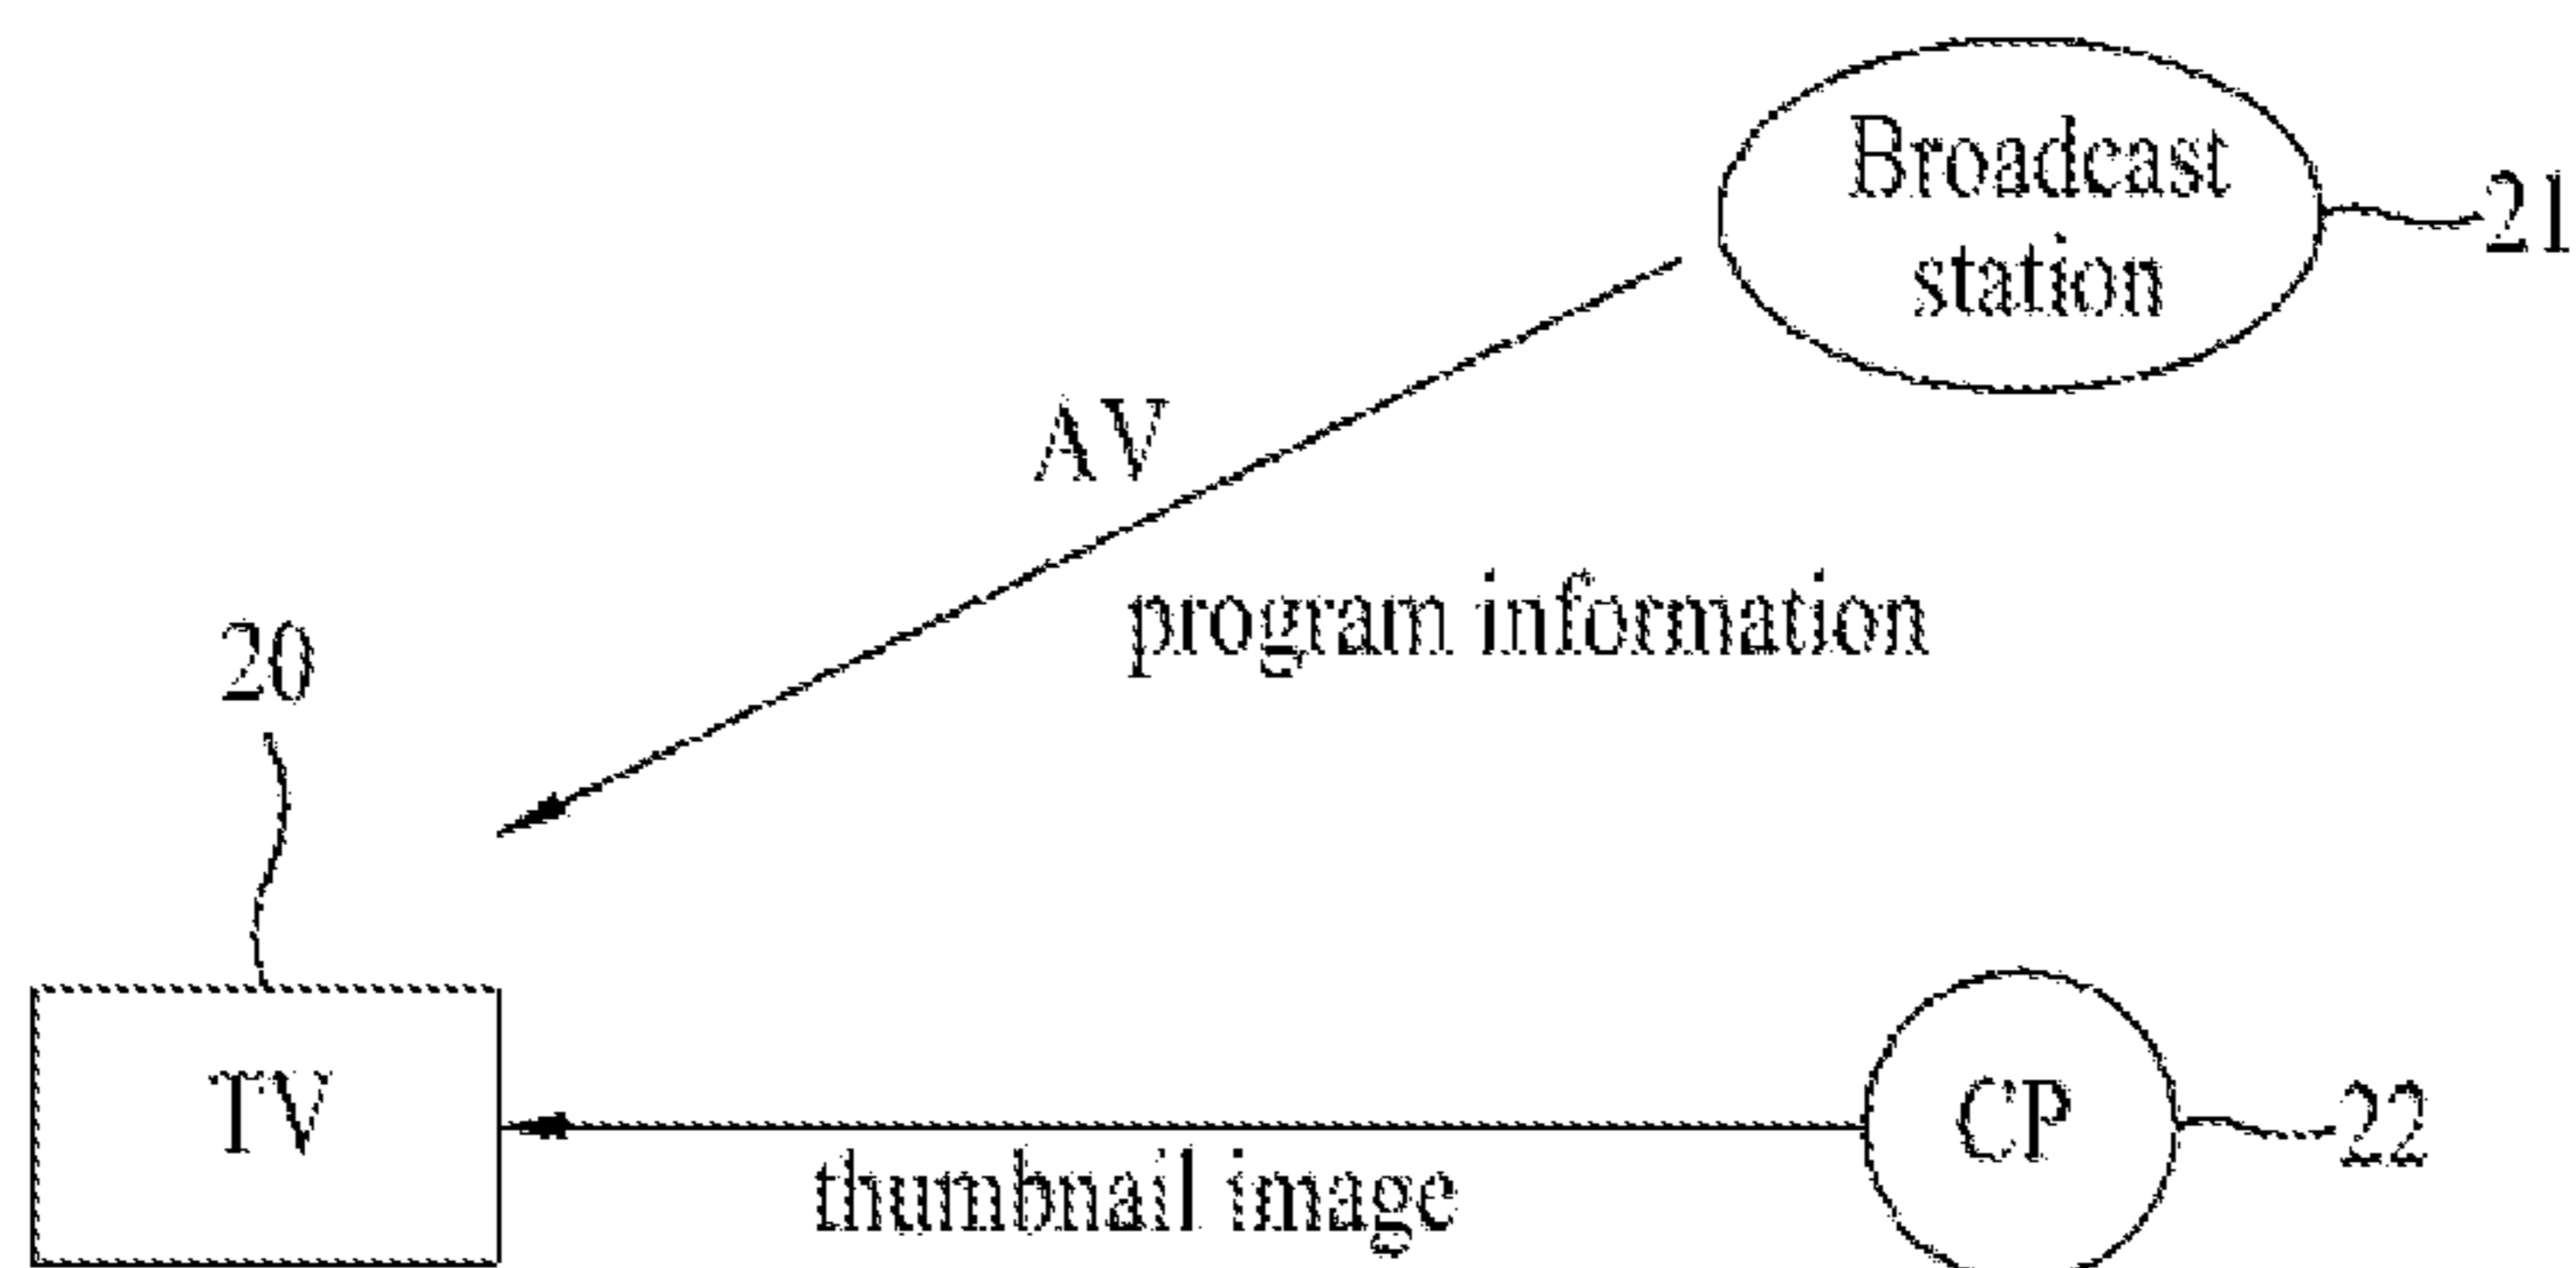 Broadcast
station
21
AV
program information
20
TV
CP
22
thumbnail image